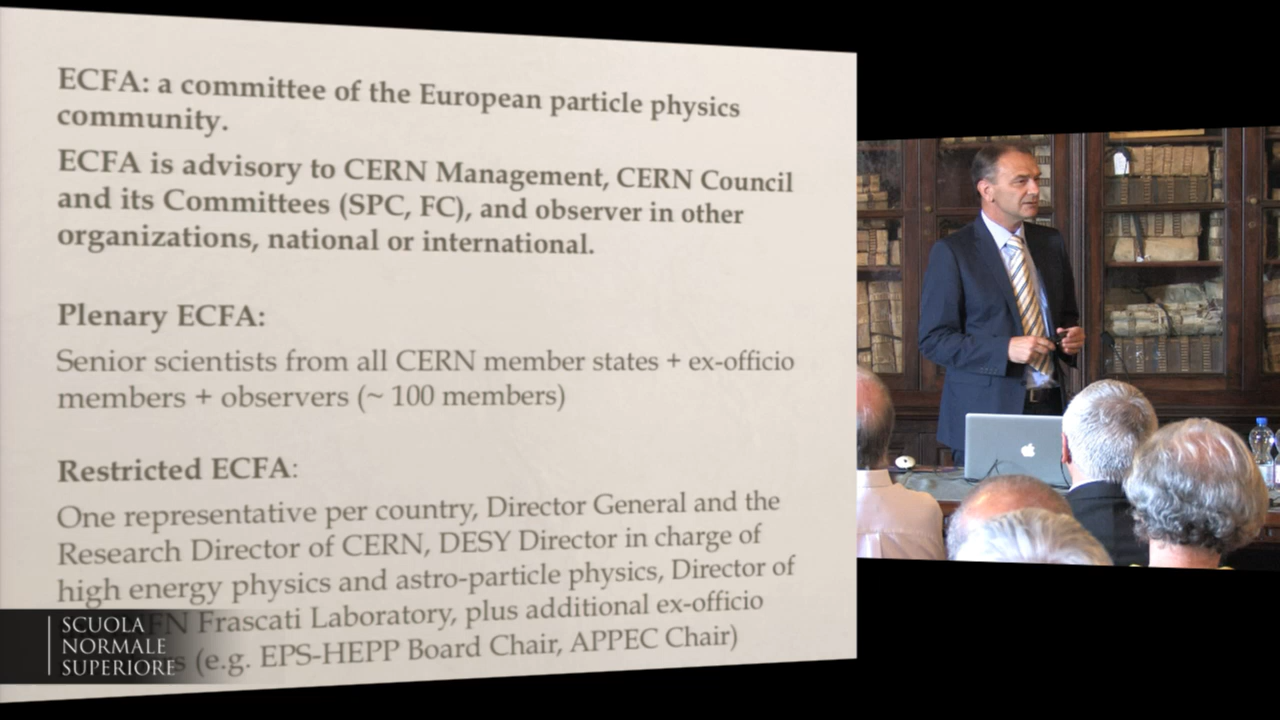 ECFA: a committee of the European particle physics
community.
ECFA is advisory to CERN Management, CERN Council
and its Committees (SPC, FC), and observer in other
organizations, national or international.
Plenary ECFA:
Senior scientists from all CERN member states + ex-officio
members + observers (~ 100 members)
Restricted ECFA:
One representative per country, Director General and the
Research Director of CERN, DESY Director in charge of
high energy physics and astro-particle physics, Director of
Frascati Laboratory, plus additional ex-officio
(e.g. EPS-HEPP Board Chair, APPEC Chair)
SCUOLA
NORMALE
SUPERIORE